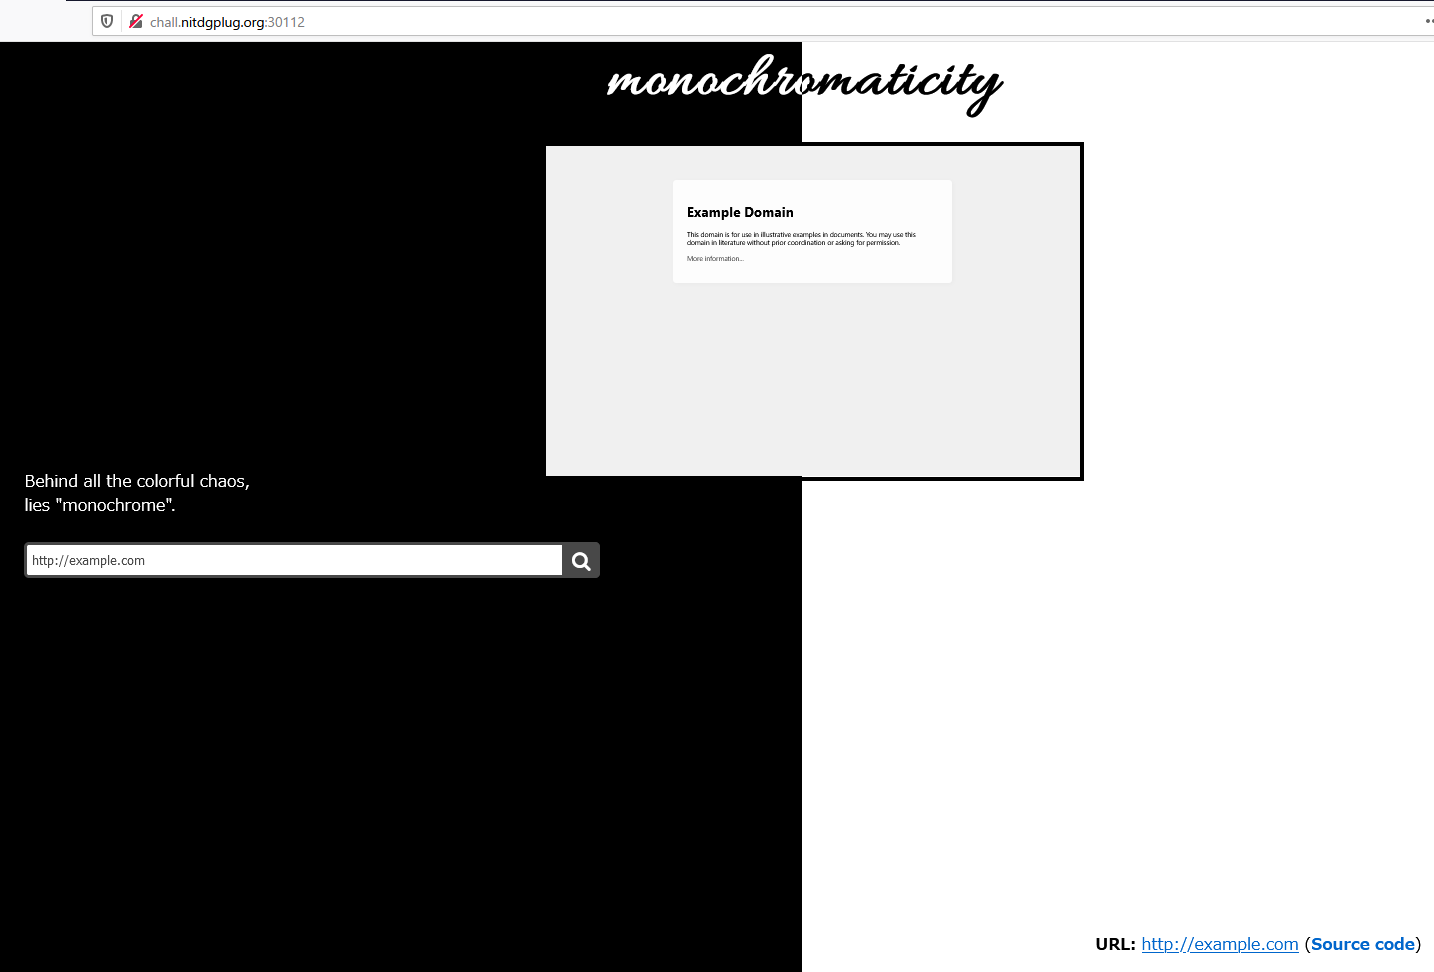 chall.nitdgplug.org:30112
monochromaticity
Example Domain
This domain is for use in illustrative examples in documents. You may use this
domain in literature without prior coordination or asking for permission.
More information...
Behind all the colorful chaos,
lies "monochrome".
http://example.com
URL: http://example.com (Source code)